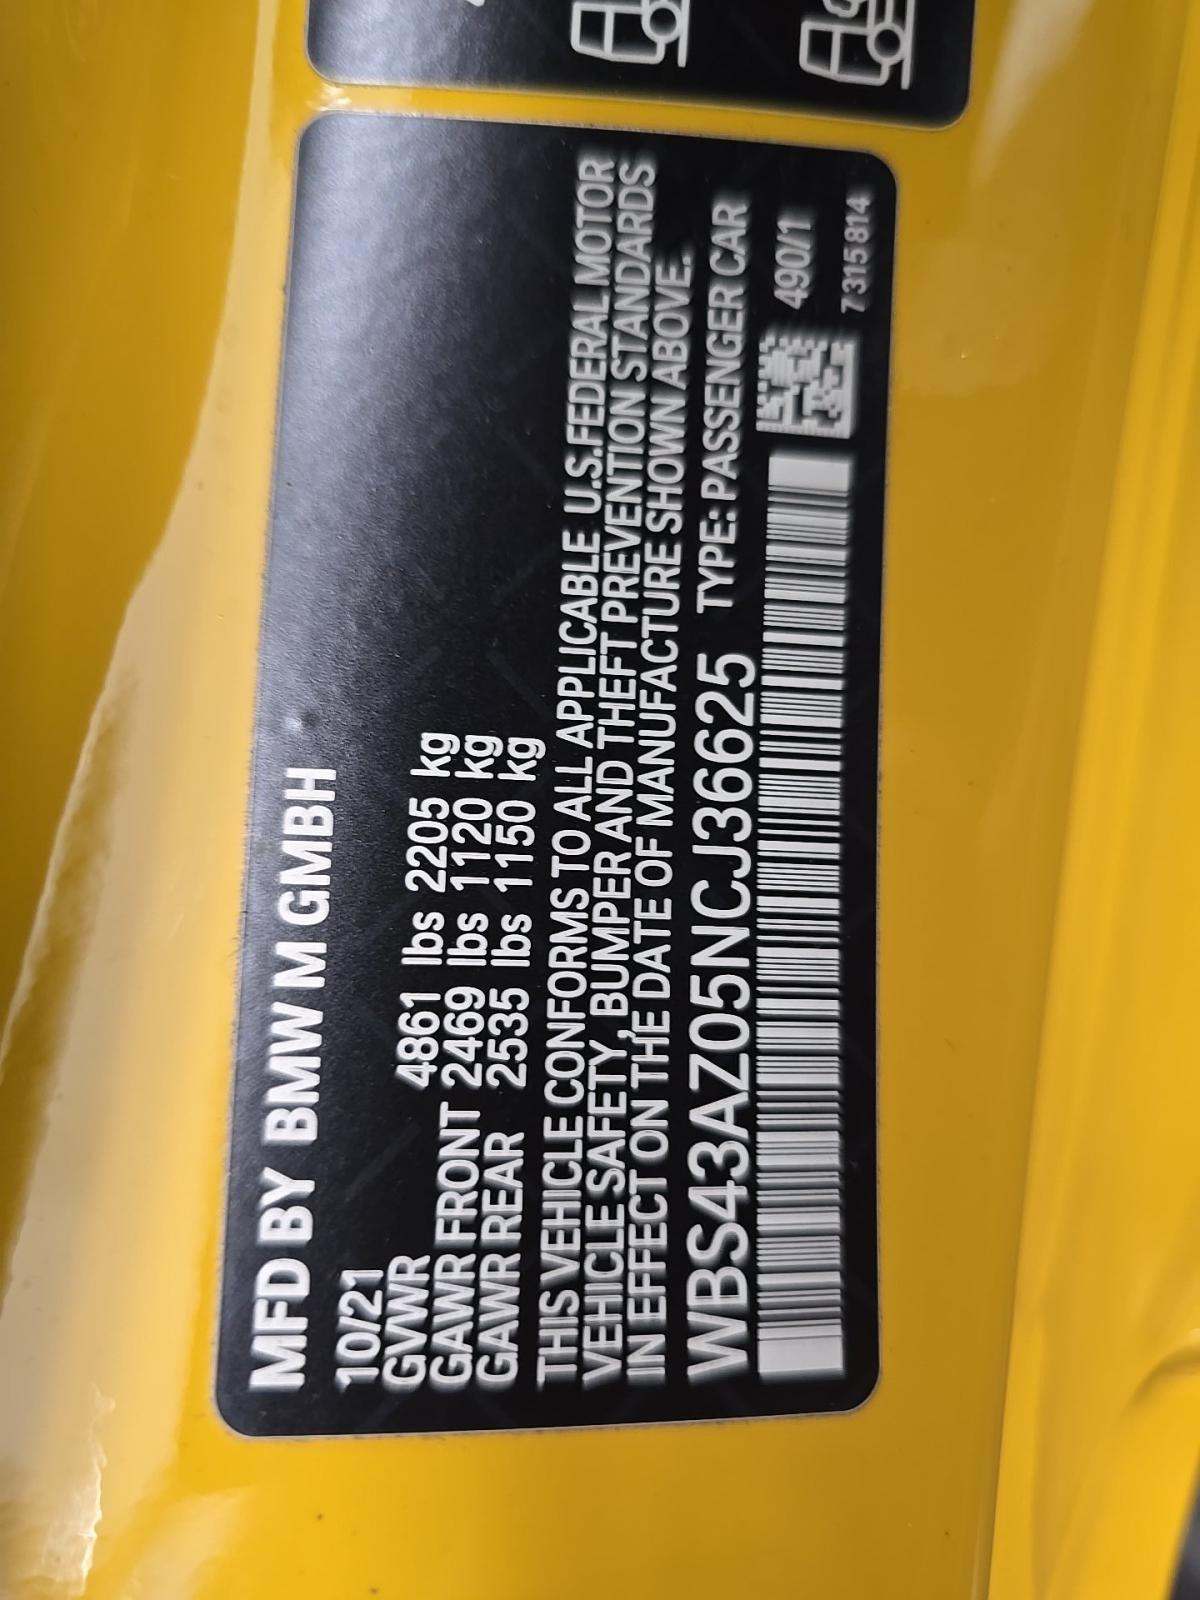 MFD BY BMW M GMBH
10/21
GVWR 4861 lbs 2205 kg
GAWR FRONT 2469 lbs 1120 kg
GAWR REAR 2535 lbs 1150 kg
THIS VEHICLE CONFORMS TO ALL APPLICABLE U.S.FEDERAL MOTOR
VEHICLE SAFETY, BUMPER AND THEFT PREVENTION STANDARDS
IN EFFECT ON THE DATE OF MANUFACTURE SHOWN ABOVE.
WBS43AZ05NCJ36625 TYPE: PASSENGER CAR
490/1
7315814